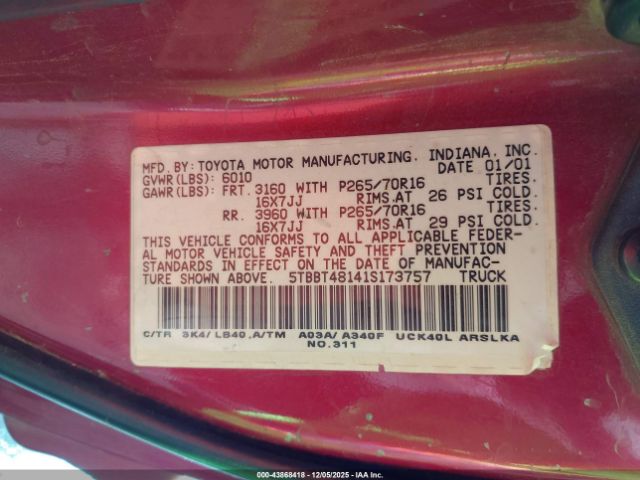 MFD. BY: TOYOTA MOTOR MANUFACTURING, INDIANA, INC.
GVWR(LBS): 6010 DATE 01/01
GAWR(LBS): FRT. 3160 WITH P265/70R16 TIRES.
16X7JJ RIMS.AT 26 PSI COLD.
RR. 3960 WITH P265/70R16 TIRES.
16X7JJ RIMS.AT 29 PSI COLD.
THIS VEHICLE CONFORMS TO ALL APPLICABLE FEDER-
AL MOTOR VEHICLE SAFETY AND THEFT PREVENTION
STANDARDS IN EFFECT ON THE DATE OF MANUFAC-
TURE SHOWN ABOVE. 5TBBT48141S173757 TRUCK
C/TR 3K4/LB40,A/TM A03A/A340F UCK40L ARSLKA
NO.311
000-43868418 - 12/05/2025 - IAA Inc.